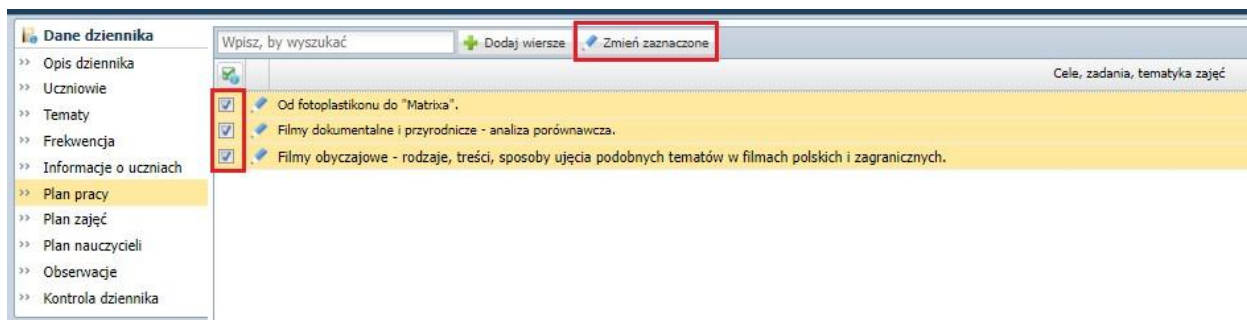 Dane dziennika
Opis dziennika
Uczniowie
Tematy
Frekwencja
Informacje o uczniach
Plan pracy
Plan zajęć
Plan nauczycieli
Obserwacje
Kontrola dziennika
Wpisz, by wyszukać Dodaj wiersze Zmień zaznaczone
Cele, zadania, tematyka zajęć
Od fotoplastikonu do "Matrixa".
Filmy dokumentalne i przyrodnicze - analiza porównawcza.
Filmy obyczajowe - rodzaje, treści, sposoby ujęcia podobnych tematów w filmach polskich i zagranicznych.